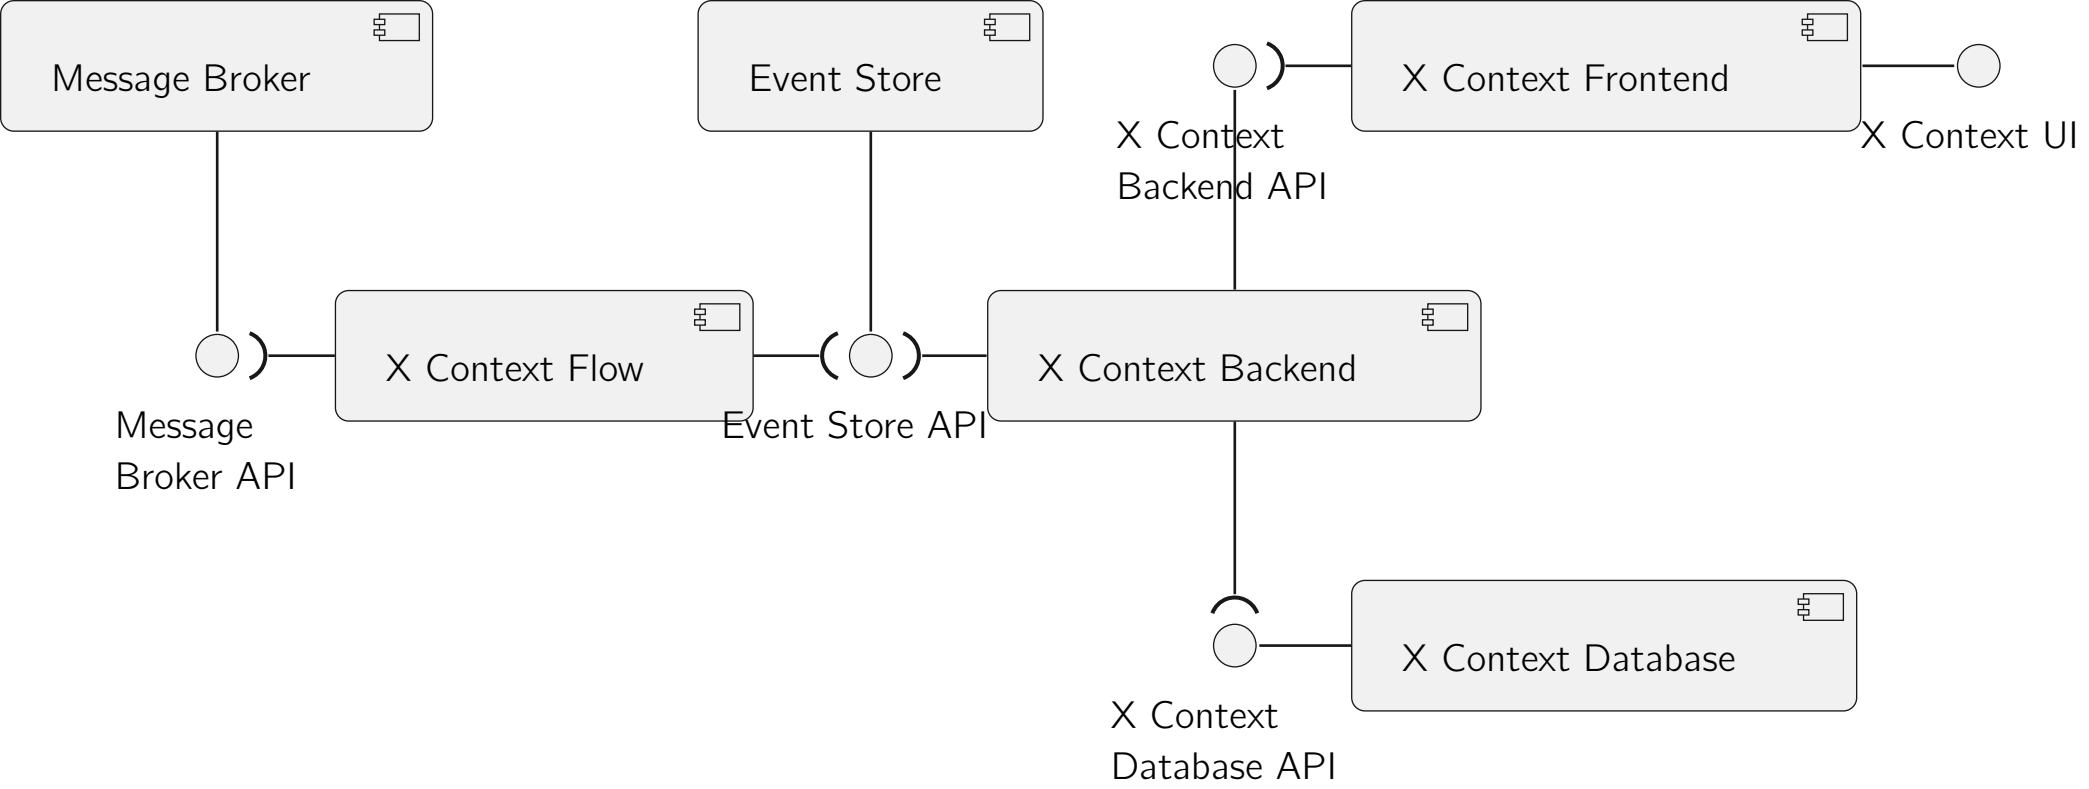 Message Broker
Event Store
X Context Frontend
X Context
Backend API
X Context UI
X Context Flow
X Context Backend
Message
Broker API
Event Store API
X Context Database
X Context
Database API